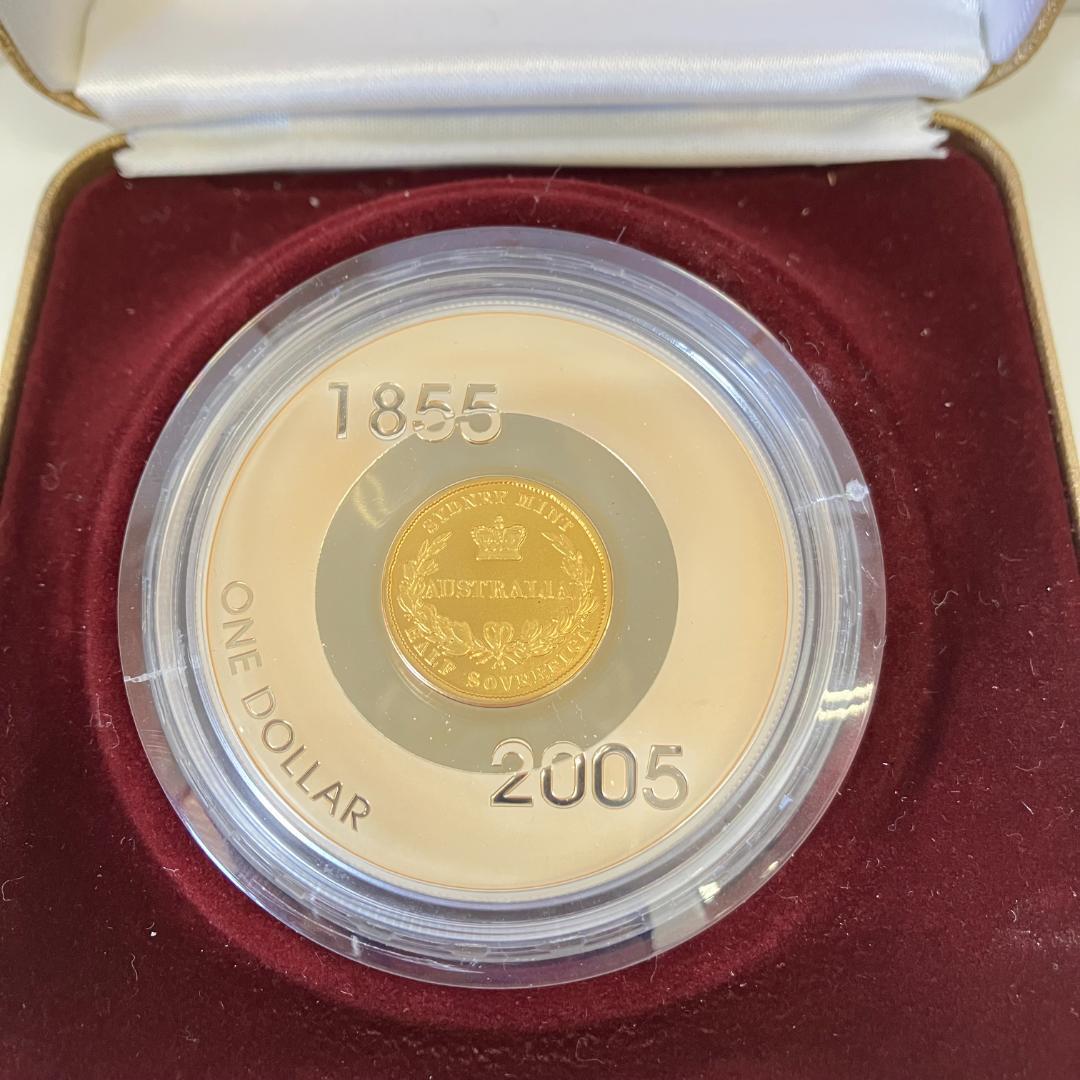 1855
SYDNEY MINT
AUSTRALIA
HALF SOVEREIGN
ONE DOLLAR
2005